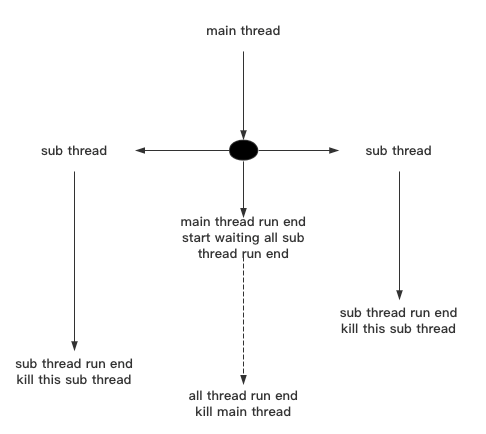 main thread
sub thread
sub thread
main thread run end
start waiting all sub
thread run end
sub thread run end
kill this sub thread
sub thread run end
kill this sub thread
all thread run end
kill main thread